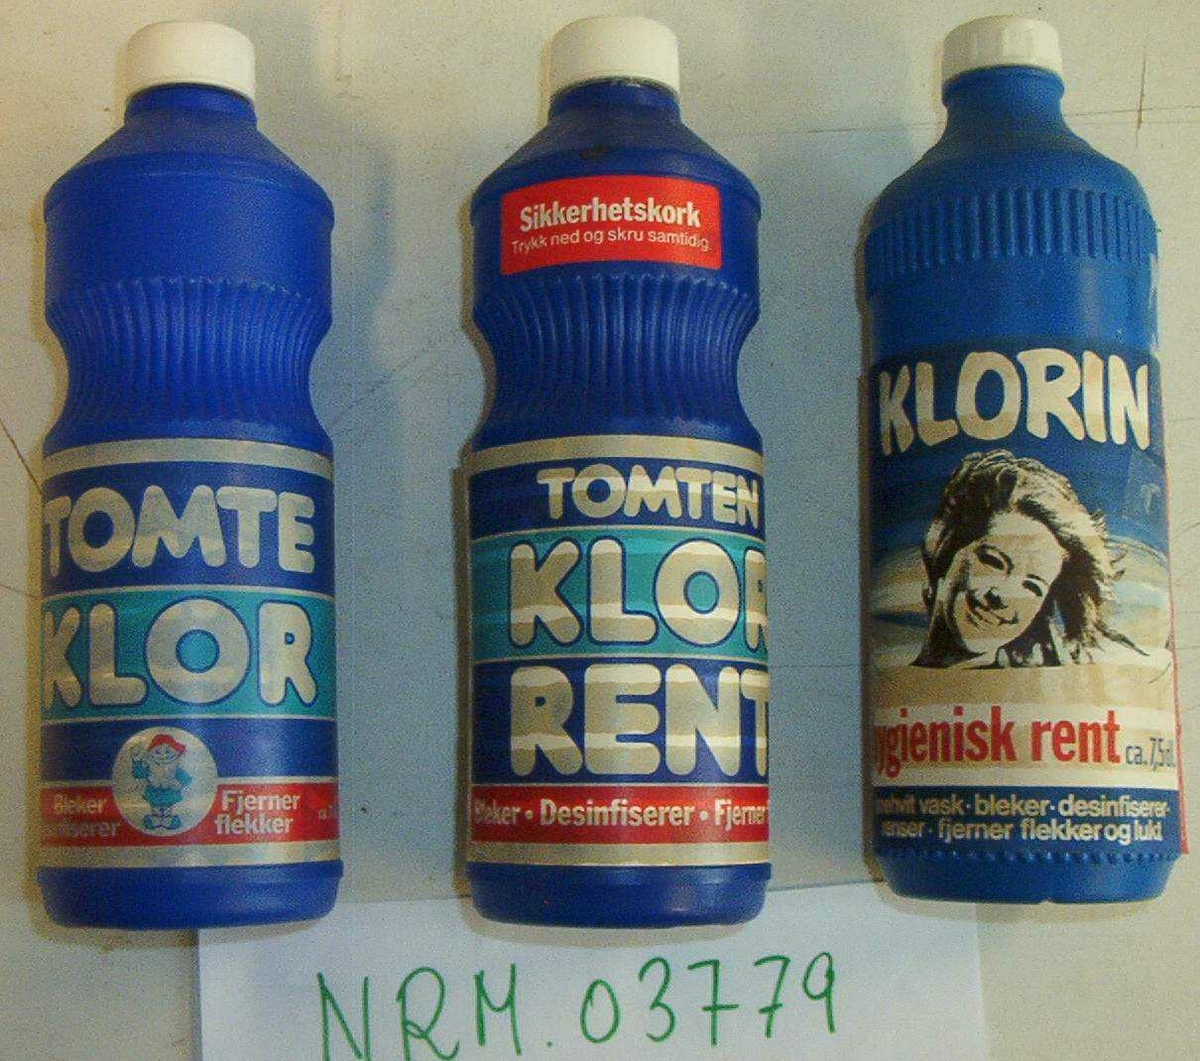 TOMTE
KLOR
Bleker
Fjerner
flekker
Sikkerhetskork
Trykk ned og skru samtidig.
TOMTEN
KLOR
RENT
Bleker • Desinfiserer • Fjerner
KLORIN
ygienisk rent ca. 7,5 dl.
vask · bleker · desinfiserer·
renser · fjerner flekker og lukt
NRM. 03779